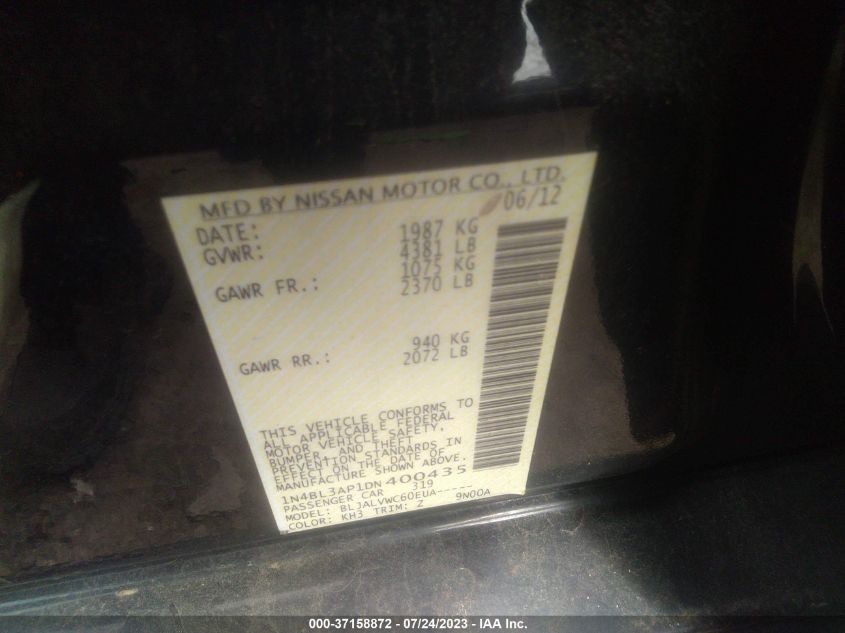 MFD BY NISSAN MOTOR CO., LTD.
DATE: 06/12
GVWR: 1987 KG
4381 LB
GAWR FR.: 1075 KG
2370 LB
GAWR RR.: 940 KG
2072 LB
THIS VEHICLE CONFORMS TO
ALL APPLICABLE FEDERAL
MOTOR VEHICLE SAFETY,
BUMPER, AND THEFT
PREVENTION STANDARDS IN
EFFECT ON THE DATE OF
MANUFACTURE SHOWN ABOVE.
1N4BL3AP1DN400435
PASSENGER CAR 319
MODEL: BLJALVWC60EUA-----
COLOR: KH3 TRIM: Z 9N00A
000-37158872 - 07/24/2023 - IAA Inc.